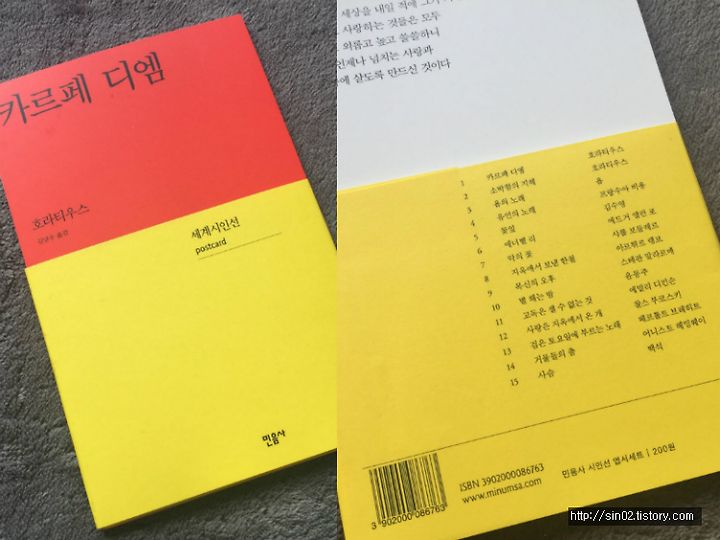 카르페 디엠
호라티우스
김남우 옮김
세계시인선
postcard
민음사
세상을 내일 적에 그가
사랑하는 것들은 모두
외롭고 높고 쓸쓸하니
언제나 넘치는 사랑과
에 살도록 만드신 것이다
1 카르페 디엠 호라티우스
2 소박함의 지혜 호라티우스
3 욥의 노래 욥
4 유언의 노래 프랑수아 비용
5 꽃잎 김수영
6 애너벨 리 에드거 앨런 포
7 악의 꽃 샤를 보들레르
8 지옥에서 보낸 한철 아르튀르 랭보
9 목신의 오후 스테판 말라르메
10 별 헤는 밤 윤동주
11 고독은 잴 수 없는 것 에밀리 디킨슨
12 사랑은 지옥에서 온 개 찰스 부코스키
13 검은 토요일에 부르는 노래 베르톨트 브레히트
14 거물들의 춤 어니스트 헤밍웨이
15 사슴 백석
ISBN 3902000086763
www.minumsa.com
민음사 시인선 엽서세트 | 200원
3 902000 086763
http://sin02.tistory.com